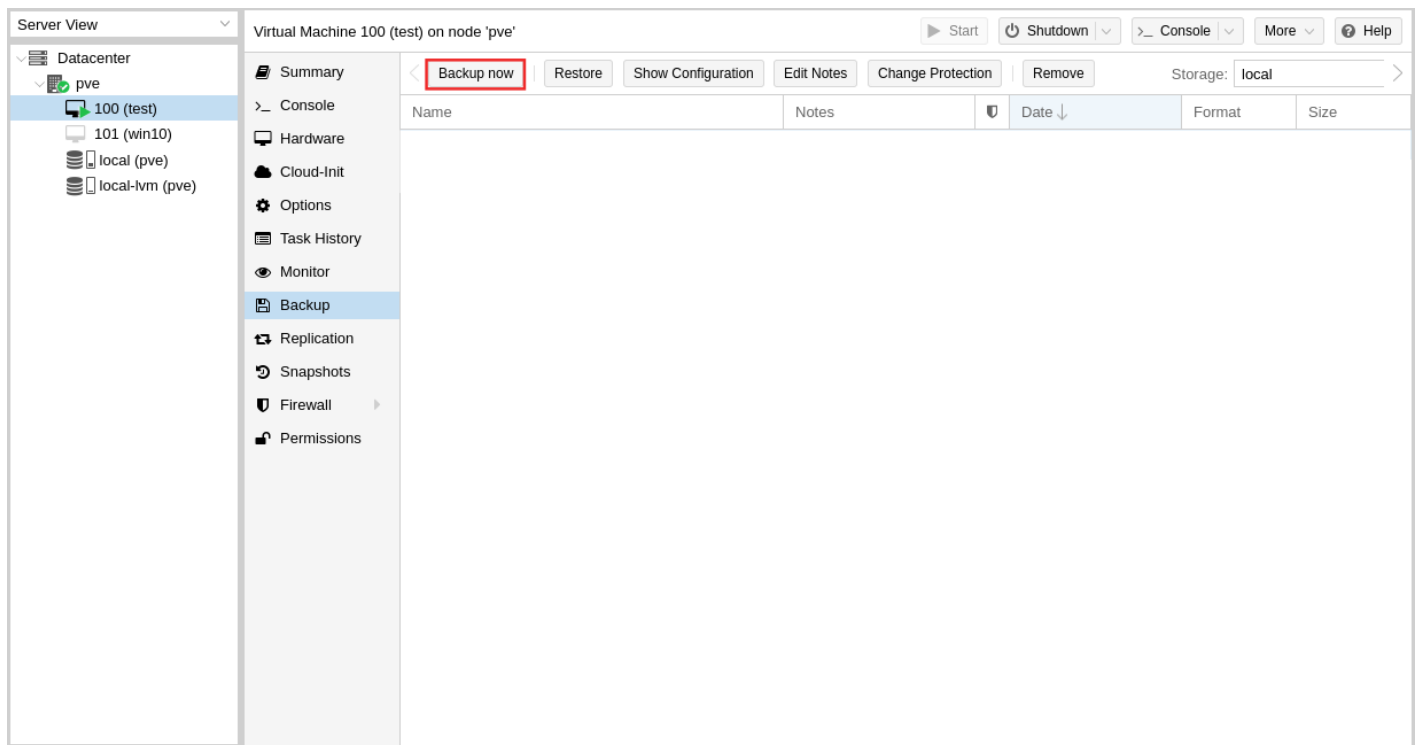 Server View
Virtual Machine 100 (test) on node 'pve'
Start
Shutdown
>_ Console
More
Help
Datacenter
pve
100 (test)
101 (win10)
local (pve)
local-lvm (pve)
Summary
>_ Console
Hardware
Cloud-Init
Options
Task History
Monitor
Backup
Replication
Snapshots
Firewall
Permissions
Backup now
Restore
Show Configuration
Edit Notes
Change Protection
Remove
Storage: local
Name
Notes
Date
Format
Size